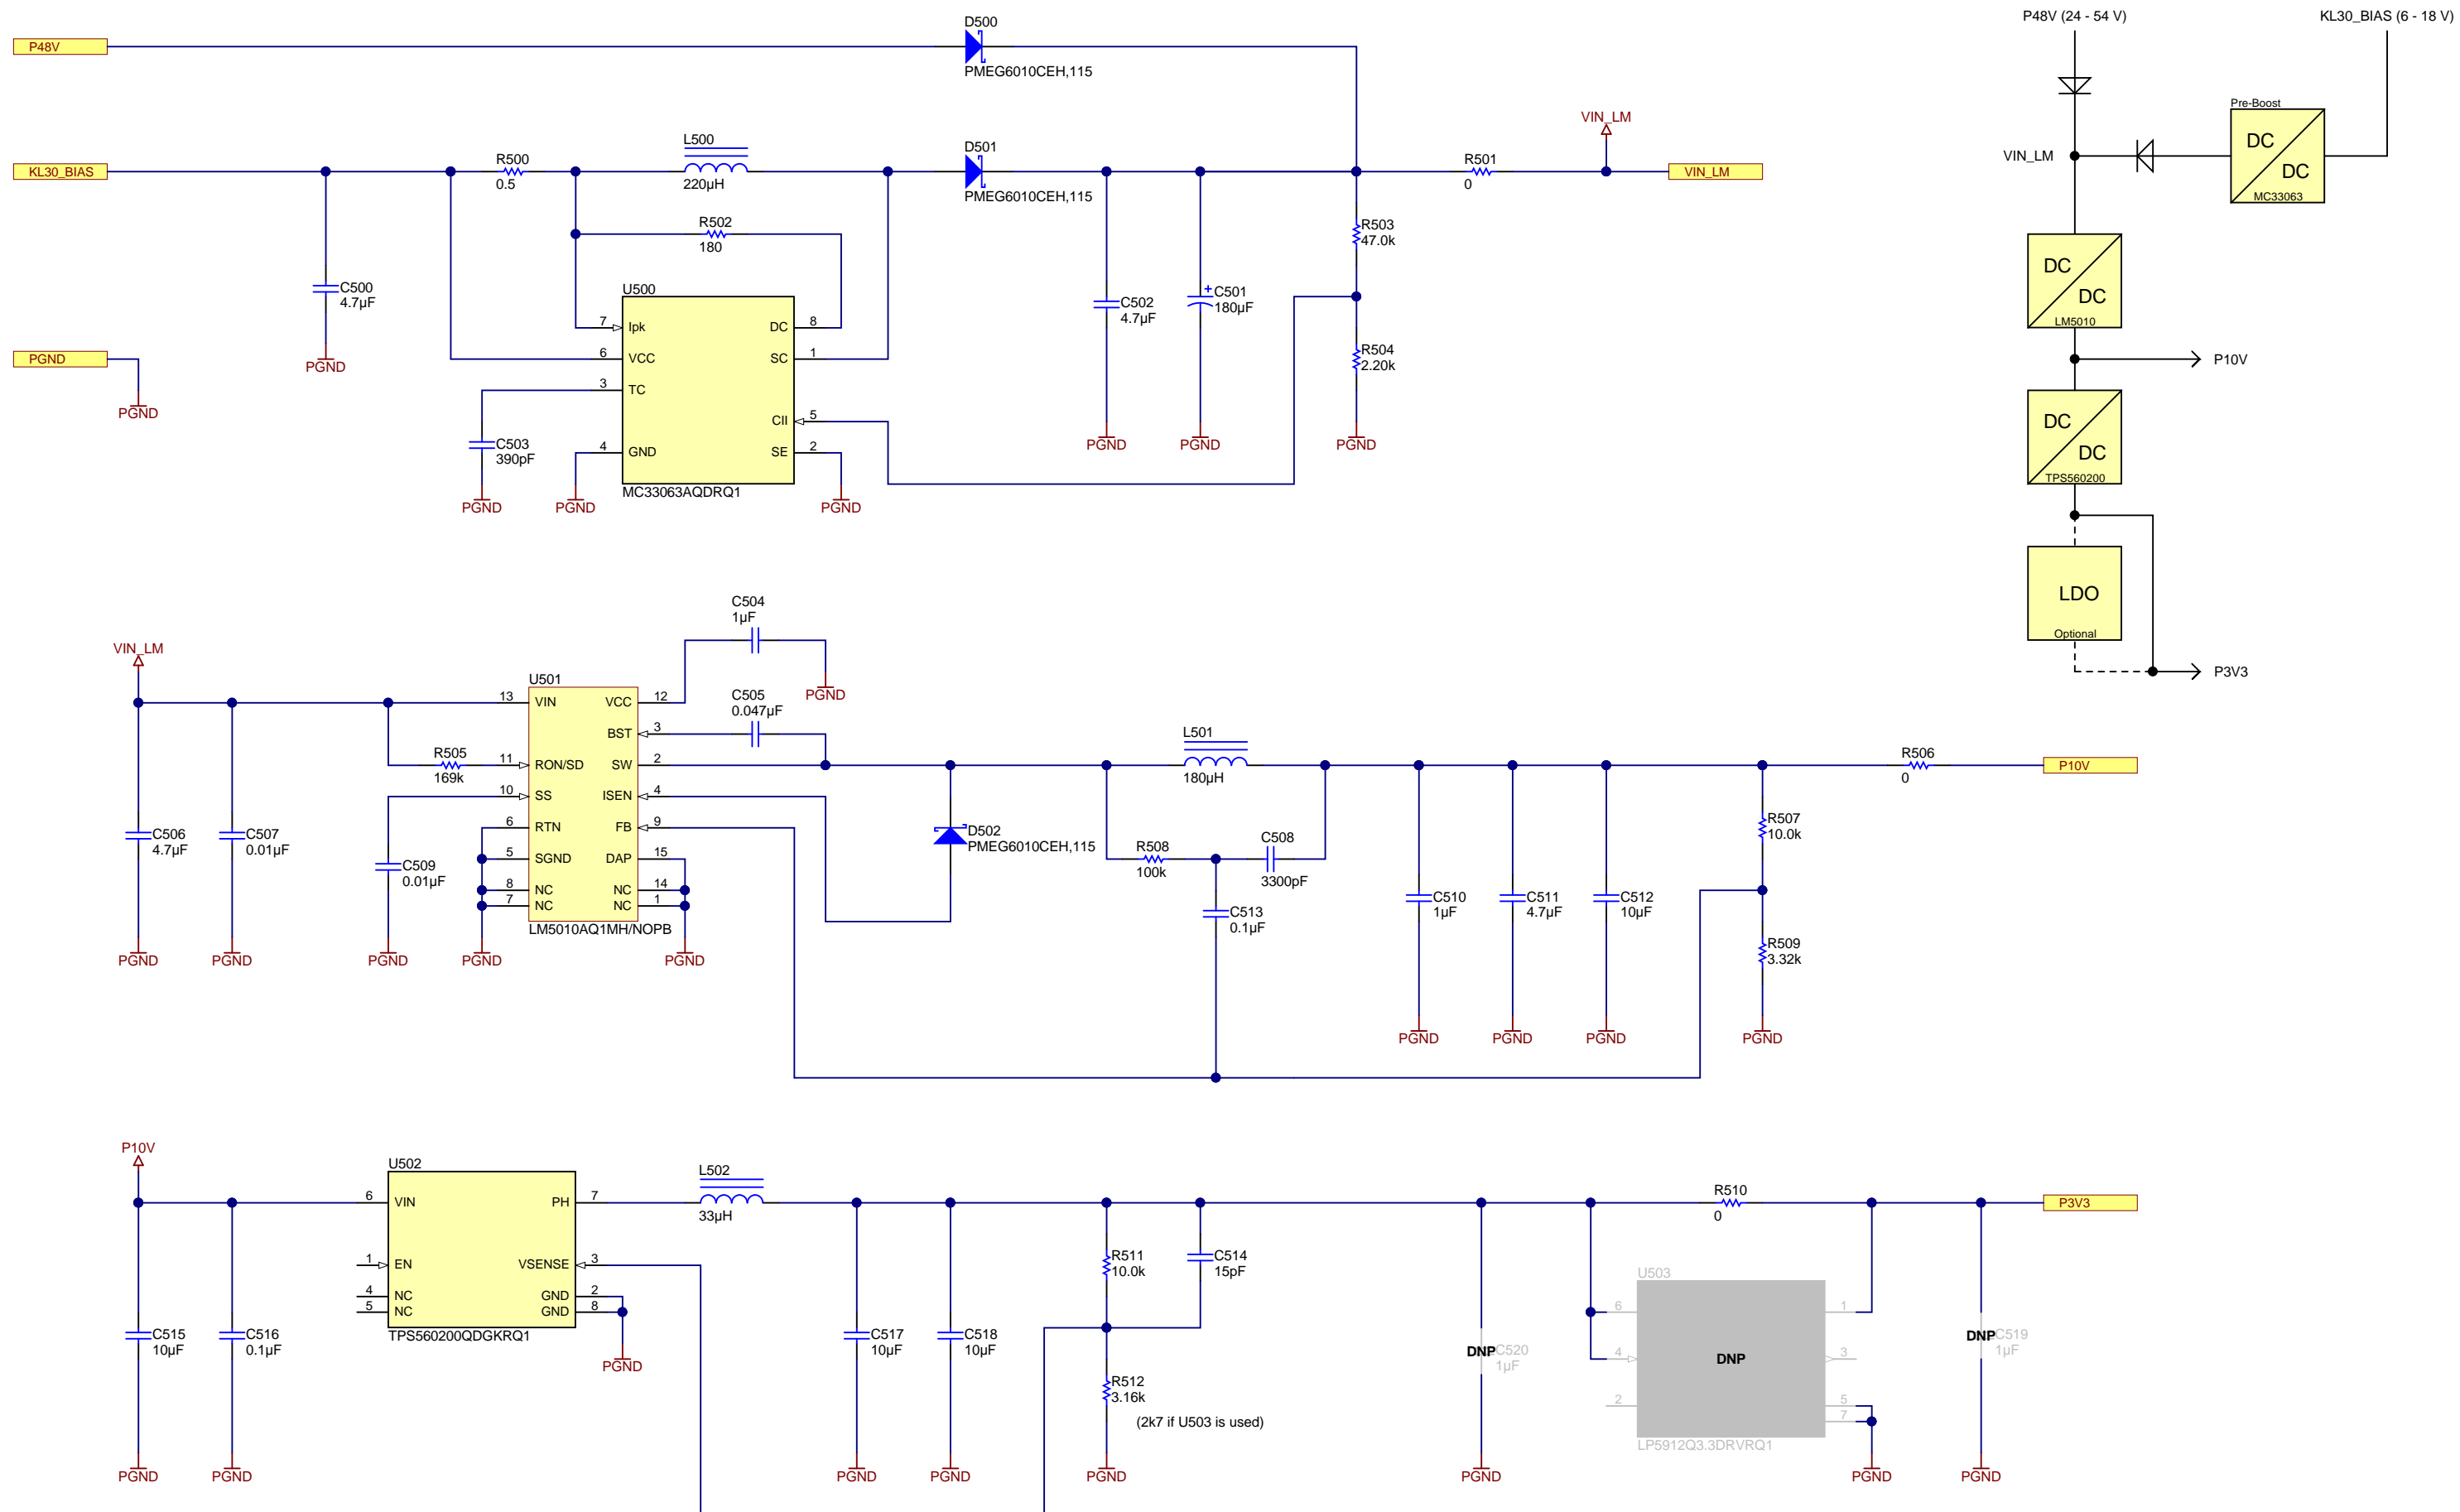 D500
P48V
PMEG6010CEH,115
P48V (24 - 54 V)
KL30_BIAS (6 - 18 V)
KL30_BIAS
R500
0.5
L500
220µH
D501
PMEG6010CEH,115
R501
0
VIN_LM
VIN_LM
R502
180
C500
4.7µF
PGND
PGND
PGND
U500
7
Ipk
DC
8
6
VCC
SC
1
3
TC
CII
5
4
GND
SE
2
MC33063AQDRQ1
C503
390pF
PGND
PGND
PGND
C502
4.7µF
PGND
+
C501
180µF
PGND
R503
47.0k
R504
2.20k
PGND
Pre-Boost
DC
DC
MC33063
VIN_LM
DC
DC
LM5010
P10V
DC
DC
TPS560200
LDO
Optional
P3V3
VIN_LM
C504
1µF
PGND
U501
13
VIN
VCC
12
C505
0.047µF
BST
3
R505
169k
11
RON/SD
SW
2
10
SS
ISEN
4
6
RTN
FB
9
5
SGND
DAP
15
8
NC
NC
14
7
NC
NC
1
LM5010AQ1MH/NOPB
C506
4.7µF
PGND
C507
0.01µF
PGND
C509
0.01µF
PGND
PGND
PGND
D502
PMEG6010CEH,115
L501
180µH
R508
100k
C508
3300pF
C513
0.1µF
C510
1µF
PGND
C511
4.7µF
PGND
C512
10µF
PGND
R507
10.0k
R509
3.32k
PGND
R506
0
P10V
P10V
U502
6
VIN
PH
7
1
EN
VSENSE
3
4
NC
GND
2
5
NC
GND
8
TPS560200QDGKRQ1
PGND
C515
10µF
PGND
C516
0.1µF
PGND
L502
33µH
C517
10µF
PGND
C518
10µF
PGND
R511
10.0k
C514
15pF
R512
3.16k
(2k7 if U503 is used)
PGND
DNP
C520
1µF
PGND
R510
0
U503
6
1
4
DNP
3
2
5
7
LP5912Q3.3DRVRQ1
PGND
DNP
C519
1µF
PGND
P3V3